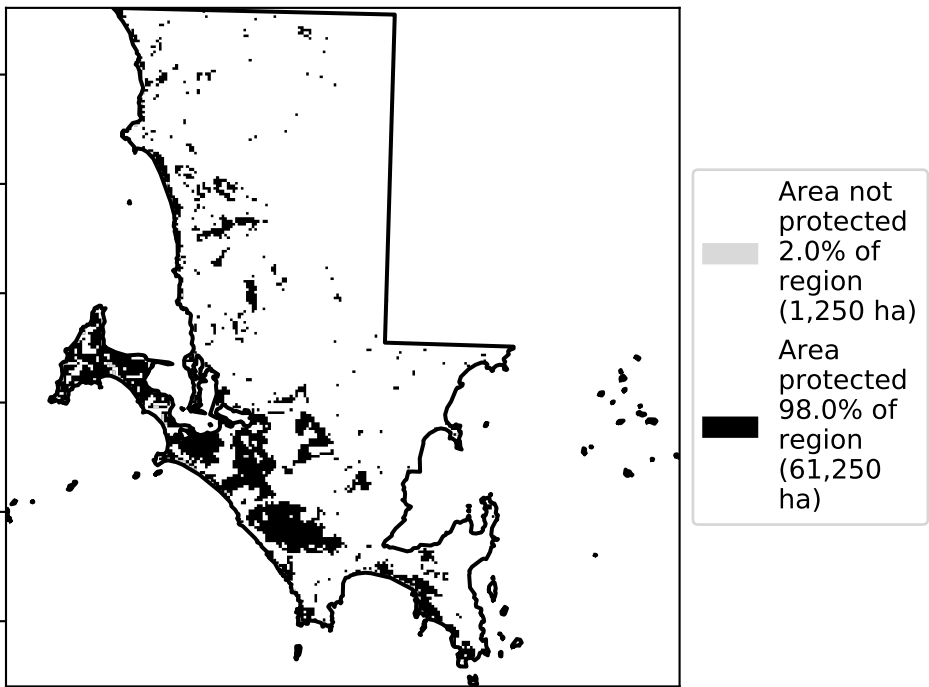 Area not
protected
2.0% of
region
(1,250 ha)
Area
protected
98.0% of
region
(61,250
ha)